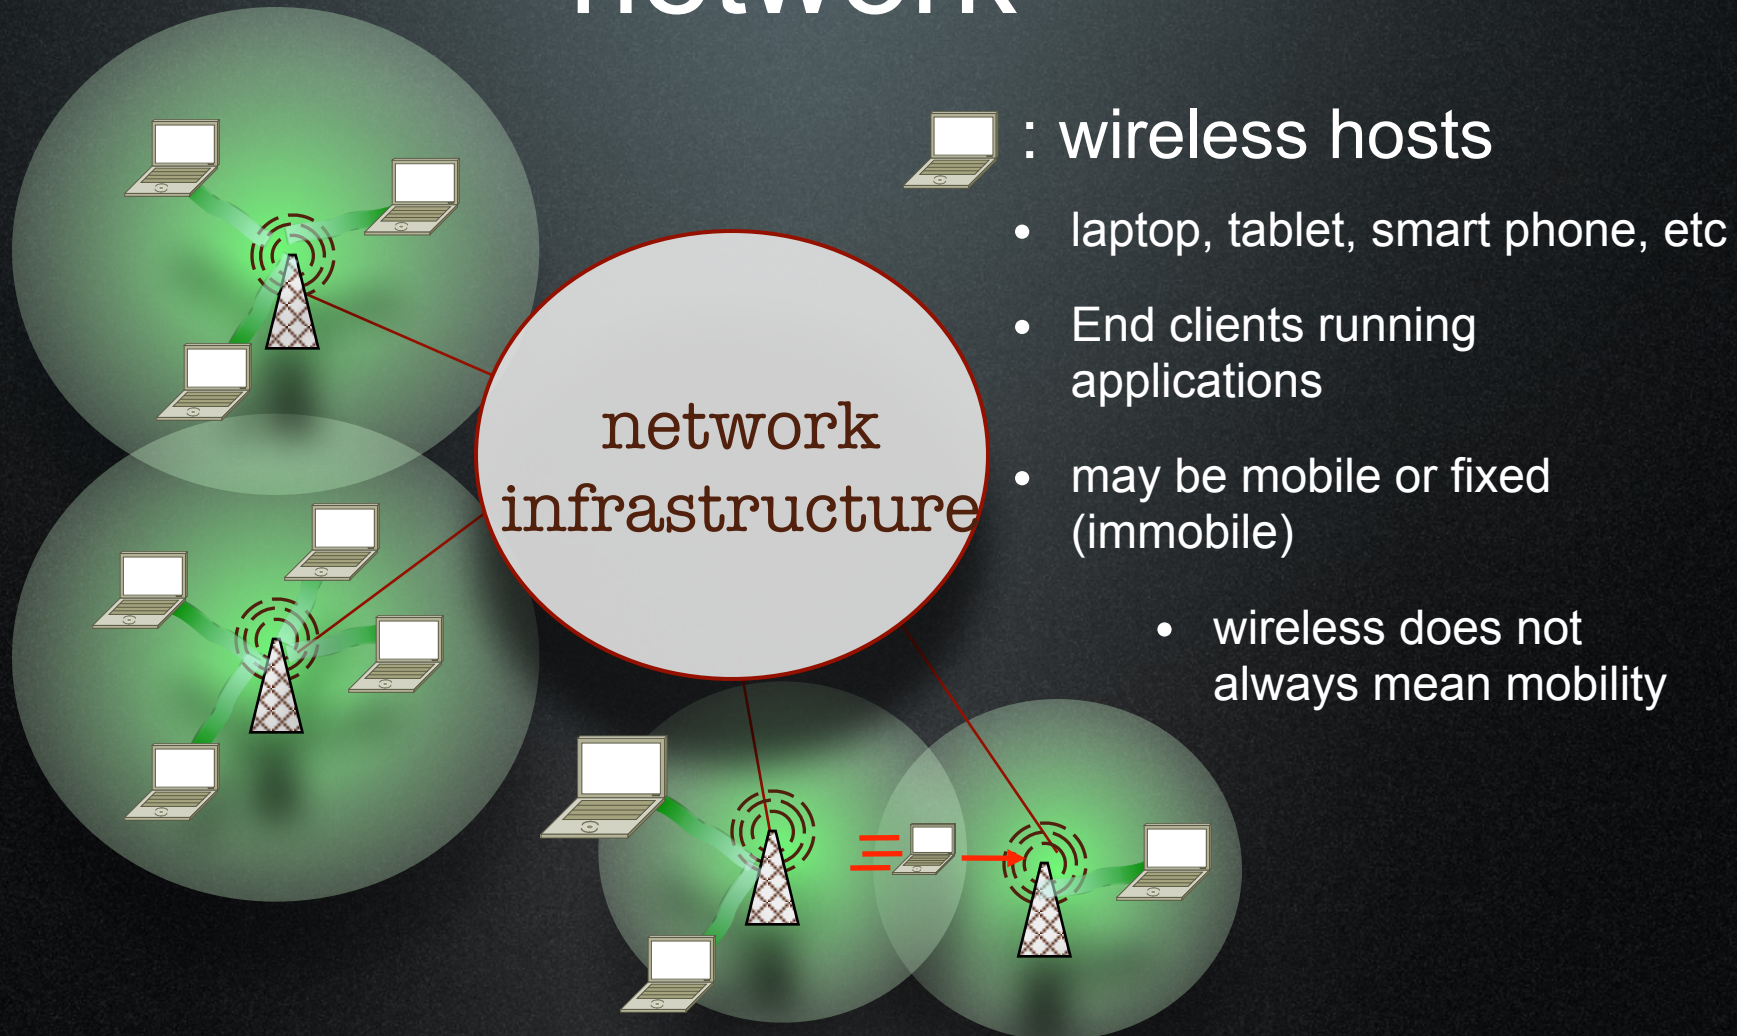 network
: wireless hosts
• laptop, tablet, smart phone, etc
• End clients running
applications
• may be mobile or fixed
(immobile)
• wireless does not
always mean mobility
network
infrastructure